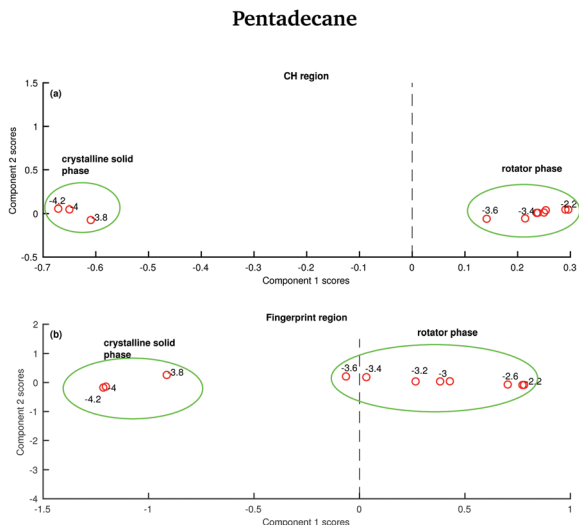 Pentadecane
CH region
(a)
1.5
1
0.5
0
-0.5
Component 2 scores
crystalline solid
phase
-4.2
-4
-3.8
rotator phase
-3.6
-3.4
-2.2
-0.7
-0.6
-0.5
-0.4
-0.3
-0.2
-0.1
0
0.1
0.2
0.3
Component 1 scores
Fingerprint region
(b)
2
1
0
-1
-2
-3
-4
Component 2 scores
crystalline solid
phase
-4.2
-4
-3.8
rotator phase
-3.6
-3.4
-3.2
-3
-2.6
-2.2
-1.5
-1
-0.5
0
0.5
1
Component 1 scores